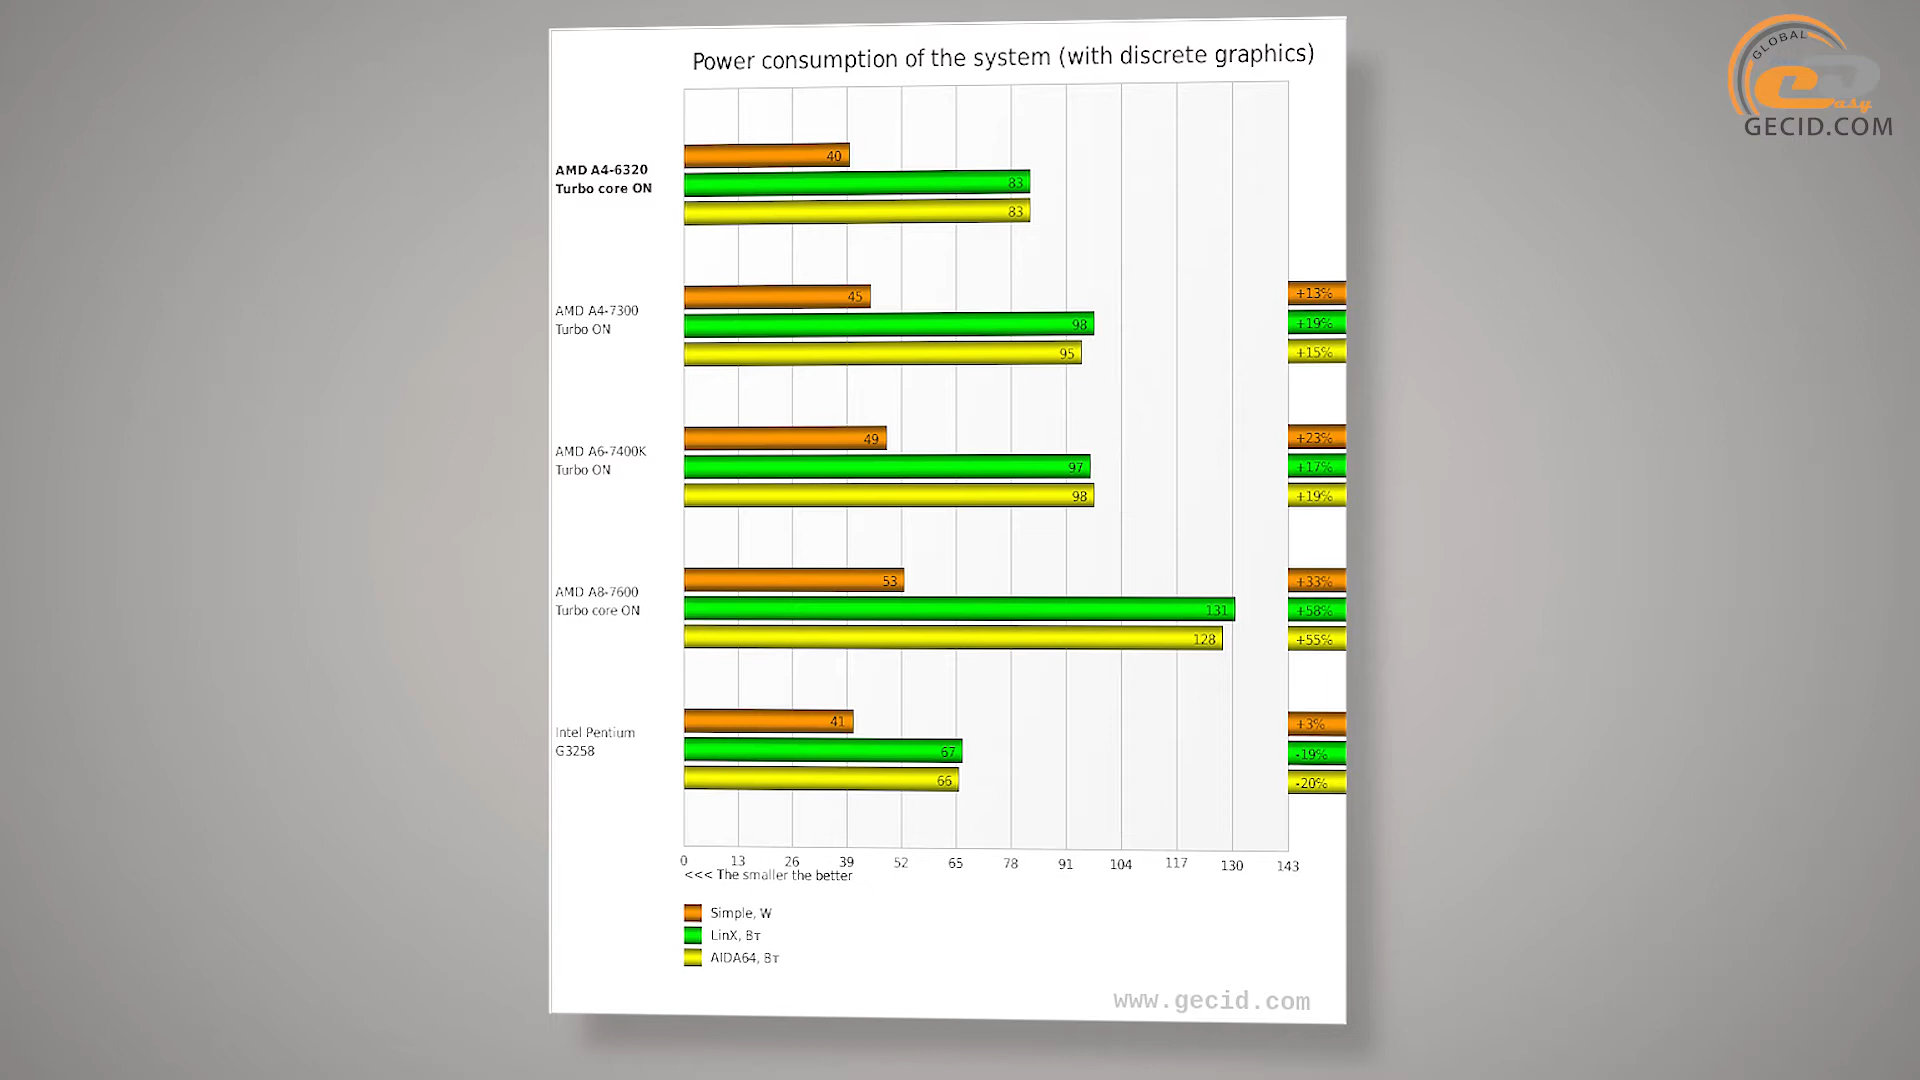 Power consumption of the system (with discrete graphics)
GLOBAL
easy
GECID.COM
AMD A4-6320
Turbo core ON
40
83
83
AMD A4-7300
Turbo ON
45
98
95
+13%
+19%
+15%
AMD A6-7400K
Turbo ON
49
97
98
+23%
+17%
+19%
AMD A8-7600
Turbo core ON
53
131
128
+33%
+58%
+55%
Intel Pentium
G3258
41
67
66
+3%
-19%
-20%
0 13 26 39 52 65 78 91 104 117 130 143
<<< The smaller the better
Simple, W
LinX, Вт
AIDA64, Вт
www.gecid.com